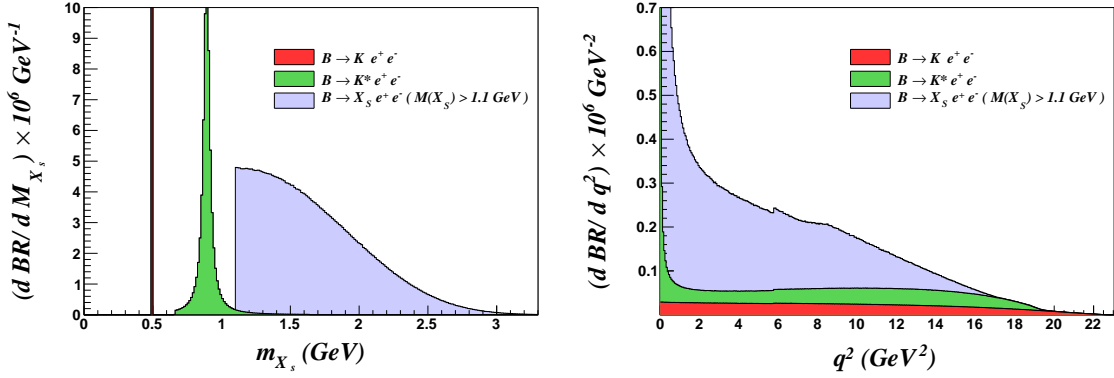 (d BR/ d M_{X_s}) × 10^6 GeV^{-1}
10
9
8
7
6
5
4
3
2
1
0
B → K e^+ e^-
B → K* e^+ e^-
B → X_S e^+ e^- ( M(X_S) > 1.1 GeV )
0 0.5 1 1.5 2 2.5 3
m_{X_s} (GeV)
(d BR/ d q^2) × 10^6 GeV^{-2}
0.7
0.6
0.5
0.4
0.3
0.2
0.1
B → K e^+ e^-
B → K* e^+ e^-
B → X_S e^+ e^- ( M(X_S) > 1.1 GeV )
0 2 4 6 8 10 12 14 16 18 20 22
q^2 (GeV^2)